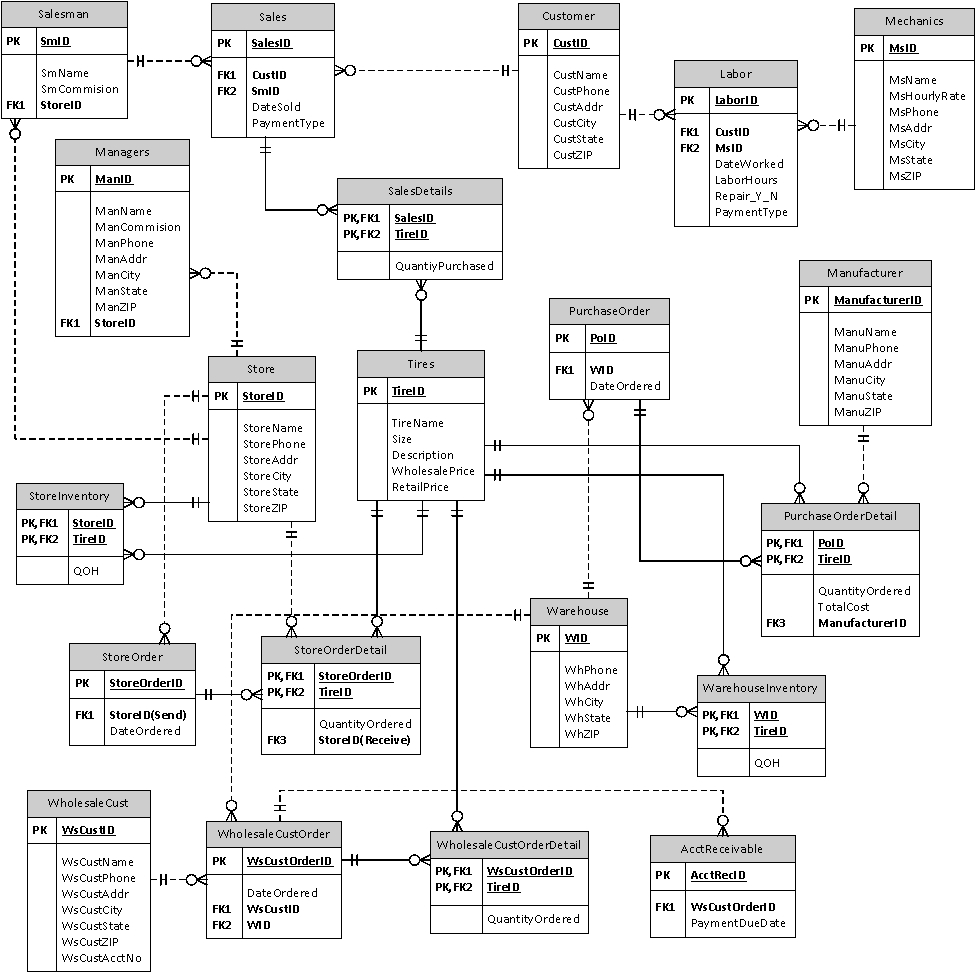 Salesman
PK SmID
SmName
SmCommision
FK1 StoreID
Sales
PK SalesID
FK1 CustID
FK2 SmID
DateSold
PaymentType
Customer
PK CustID
CustName
CustPhone
CustAddr
CustCity
CustState
CustZIP
Labor
PK LaborID
FK1 CustID
FK2 MsID
DateWorked
LaborHours
Repair_Y_N
PaymentType
Mechanics
PK MsID
MsName
MsHourlyRate
MsPhone
MsAddr
MsCity
MsState
MsZIP
Managers
PK ManID
ManName
ManCommision
ManPhone
ManAddr
ManCity
ManState
ManZIP
FK1 StoreID
SalesDetails
PK,FK1 SalesID
PK,FK2 TireID
QuantiyPurchased
PurchaseOrder
PK PoID
FK1 WID
DateOrdered
Manufacturer
PK ManufacturerID
ManuName
ManuPhone
ManuAddr
ManuCity
ManuState
ManuZIP
Store
PK StoreID
StoreName
StorePhone
StoreAddr
StoreCity
StoreState
StoreZIP
Tires
PK TireID
TireName
Size
Description
WholesalePrice
RetailPrice
StoreInventory
PK,FK1 StoreID
PK,FK2 TireID
QOH
PurchaseOrderDetail
PK,FK1 PoID
PK,FK2 TireID
QuantityOrdered
TotalCost
FK3 ManufacturerID
StoreOrder
PK StoreOrderID
FK1 StoreID(Send)
DateOrdered
StoreOrderDetail
PK,FK1 StoreOrderID
PK,FK2 TireID
QuantityOrdered
FK3 StoreID(Receive)
Warehouse
PK WID
WhPhone
WhAddr
WhCity
WhState
WhZIP
WarehouseInventory
PK,FK1 WID
PK,FK2 TireID
QOH
WholesaleCust
PK WsCustID
WsCustName
WsCustPhone
WsCustAddr
WsCustCity
WsCustState
WsCustZIP
WsCustAcctNo
WholesaleCustOrder
PK WsCustOrderID
DateOrdered
FK1 WsCustID
FK2 WID
WholesaleCustOrderDetail
PK,FK1 WsCustOrderID
PK,FK2 TireID
QuantityOrdered
AcctReceivable
PK AcctRecID
FK1 WsCustOrderID
PaymentDueDate